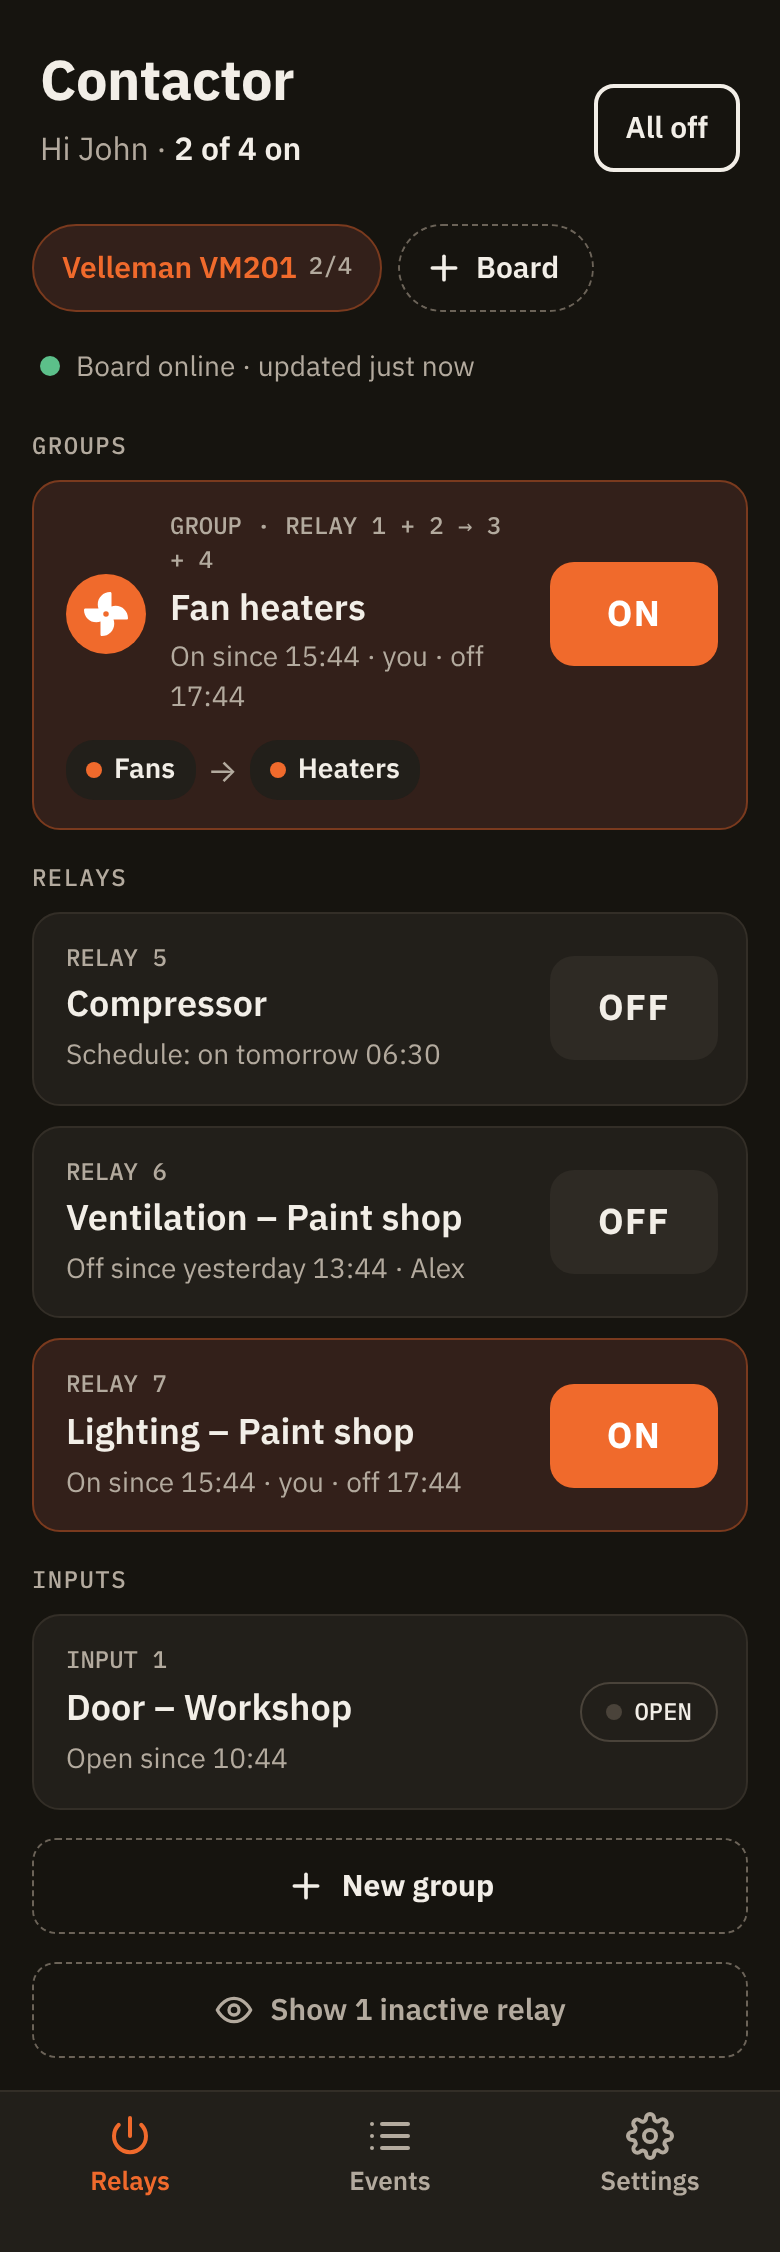 Contactor
Hi John · 2 of 4 on
All off
Velleman VM201 2/4
+ Board
Board online · updated just now
GROUPS
GROUP · RELAY 1 + 2 → 3
+ 4
Fan heaters
On since 15:44 · you · off
17:44
ON
Fans → Heaters
RELAYS
RELAY 5
Compressor
Schedule: on tomorrow 06:30
OFF
RELAY 6
Ventilation – Paint shop
Off since yesterday 13:44 · Alex
OFF
RELAY 7
Lighting – Paint shop
On since 15:44 · you · off 17:44
ON
INPUTS
INPUT 1
Door – Workshop
Open since 10:44
OPEN
+ New group
Show 1 inactive relay
Relays
Events
Settings